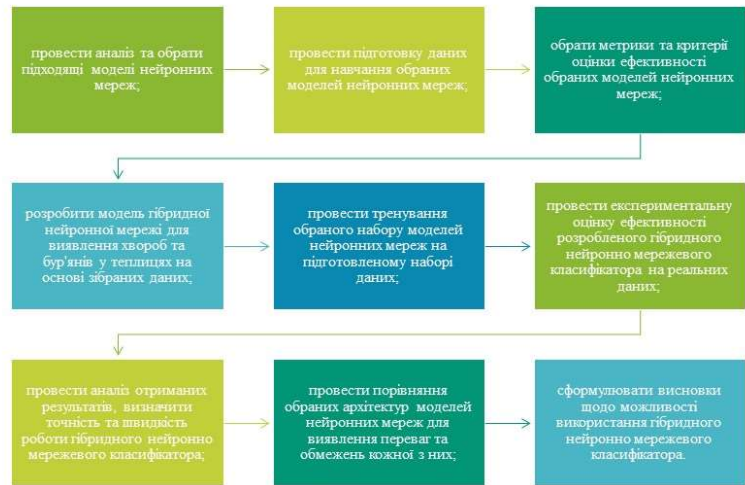 провести аналіз та обрати
підходящі моделі нейронних
мереж;
провести підготовку даних
для навчання обраних
моделей нейронних мереж;
обрати метрики та критерії
оцінки ефективності
обраних моделей нейронних
мереж;
розробити модель гібридної
нейронної мережі для
виявлення хвороб та
бур'янів у теплицях на
основі зібраних даних;
провести тренування
обраного набору моделей
нейронних мереж на
підготовленому наборі
даних;
провести експериментальну
оцінку ефективності
розробленого гібридного
нейронно мережевого
класифікатора на реальних
даних;
провести аналіз отриманих
результатів, визначити
точність та швидкість
роботи гібридного нейронно
мережевого класифікатора;
провести порівняння
обраних архітектур моделей
нейронних мереж для
виявлення переваг та
обмежень кожної з них;
сформулювати висновки
щодо можливості
використання гібридного
нейронно мережевого
класифікатора.